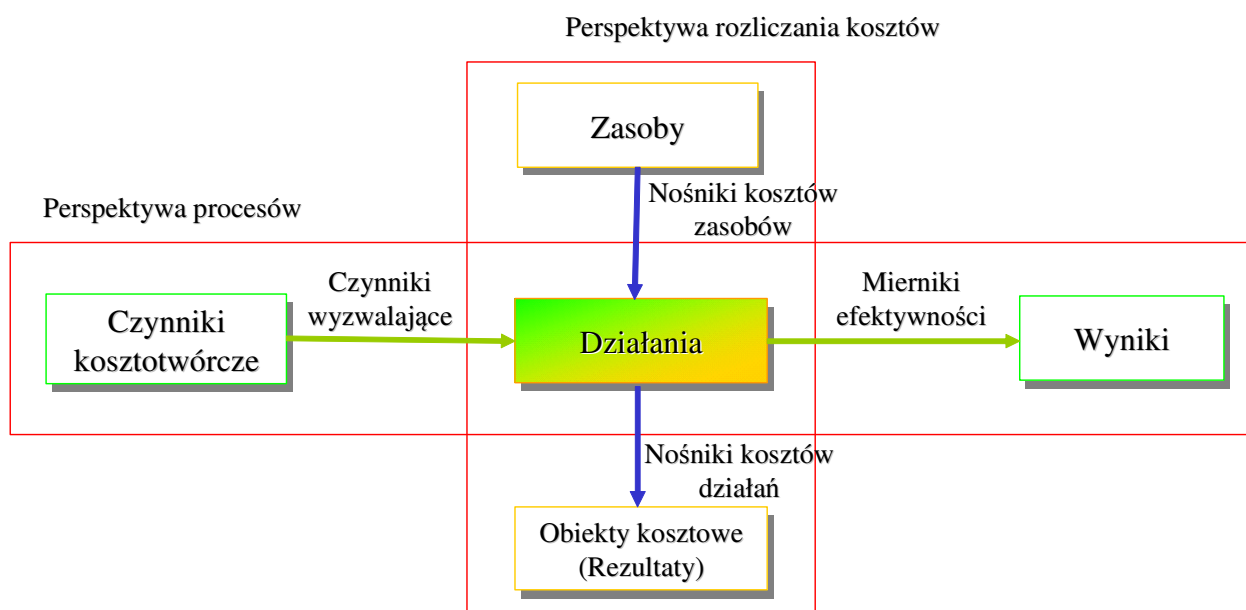 Perspektywa rozliczania kosztów
Zasoby
Nośniki kosztów
zasobów
Perspektywa procesów
Czynniki
kosztotwórcze
Czynniki
wyzwalające
Działania
Mierniki
efektywności
Wyniki
Nośniki kosztów
działań
Obiekty kosztowe
(Rezultaty)